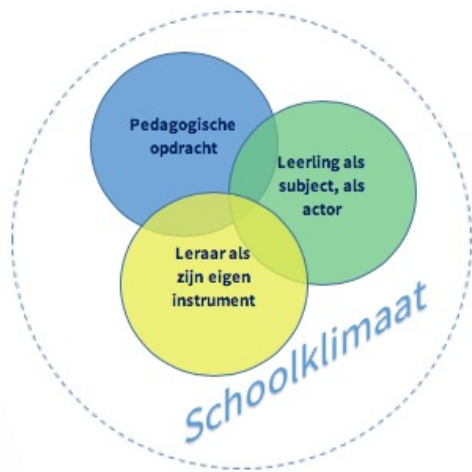 Pedagogische
opdracht
Leerling als
subject, als
actor
Leraar als
zijn eigen
instrument
Schoolklimaat